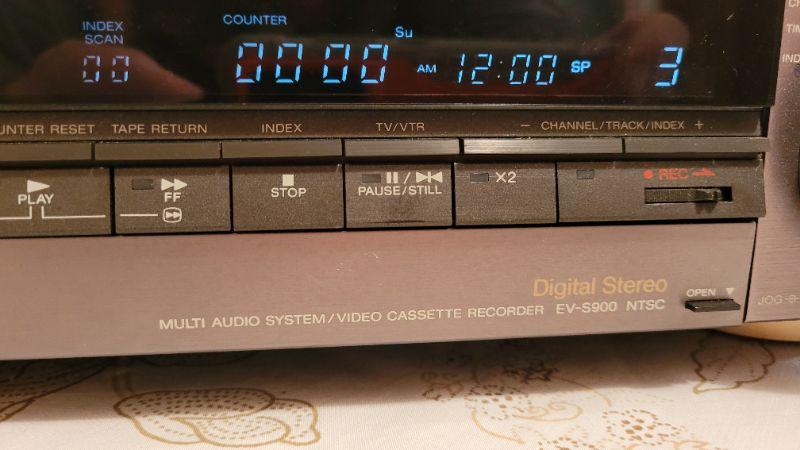 INDEX SCAN
00
COUNTER
0000
Su
AM 12:00 SP 3
UNTER RESET
TAPE RETURN
INDEX
TV/VTR
− CHANNEL/TRACK/INDEX +
PLAY
FF
STOP
PAUSE/STILL
X2
REC
Digital Stereo
MULTI AUDIO SYSTEM/VIDEO CASSETTE RECORDER EV-S900 NTSC
OPEN